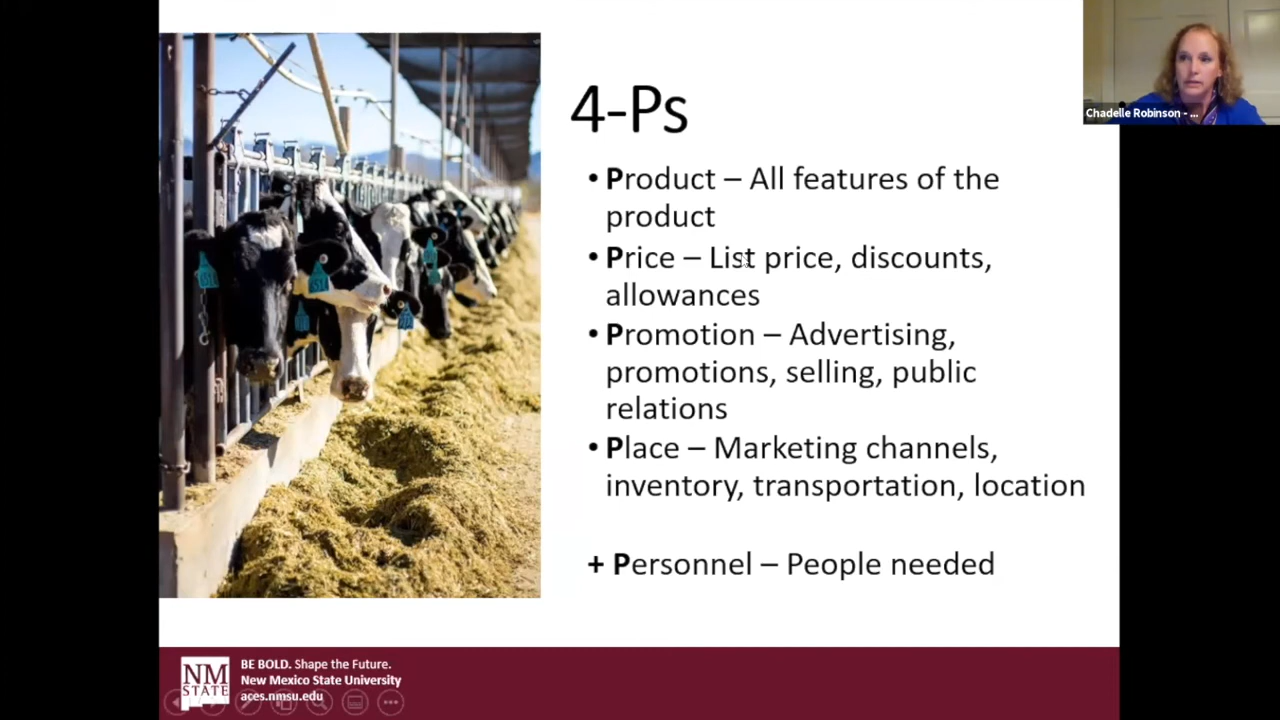 4-Ps
• Product – All features of the
product
• Price – List price, discounts,
allowances
• Promotion – Advertising,
promotions, selling, public
relations
• Place – Marketing channels,
inventory, transportation, location
+ Personnel – People needed
Chadelle Robinson - ...
NM
STATE
BE BOLD. Shape the Future.
New Mexico State University
aces.nmsu.edu